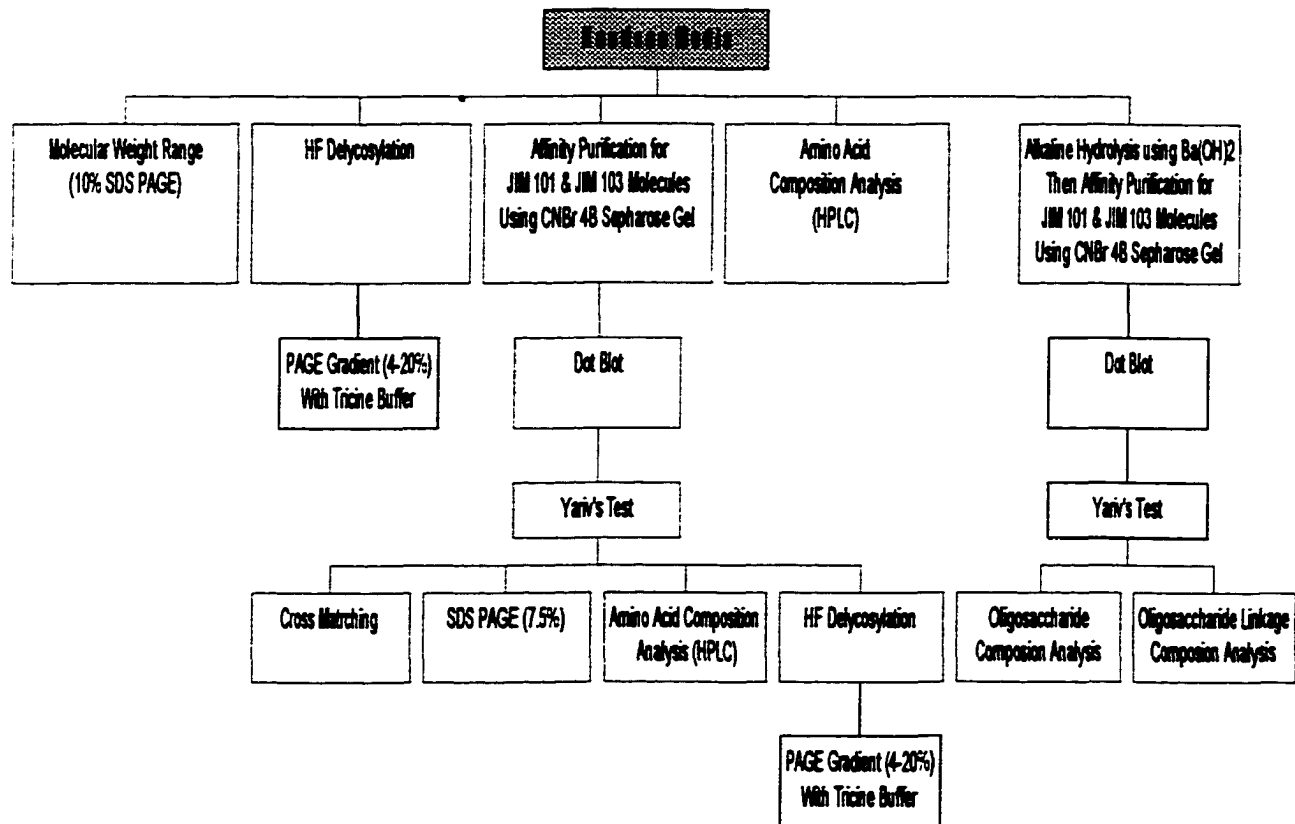 Molecular Weight Range
(10% SDS PAGE)
HF Delycosylation
Affinity Purification for
JIM 101 & JIM 103 Molecules
Using CNBr 4B Sepharose Gel
Amino Acid
Composition Analysis
(HPLC)
Alkaline Hydrolysis using Ba(OH)2
Then Affinity Purification for
JIM 101 & JIM 103 Molecules
Using CNBr 4B Sepharose Gel
PAGE Gradient (4-20%)
With Tricine Buffer
Dot Blot
Dot Blot
Yariv's Test
Yariv's Test
Cross Matrching
SDS PAGE (7.5%)
Amino Acid Composition
Analysis (HPLC)
HF Delycosylation
Oligosaccharide
Composion Analysis
Oligosaccharide Linkage
Composion Analysis
PAGE Gradient (4-20%)
With Tricine Buffer